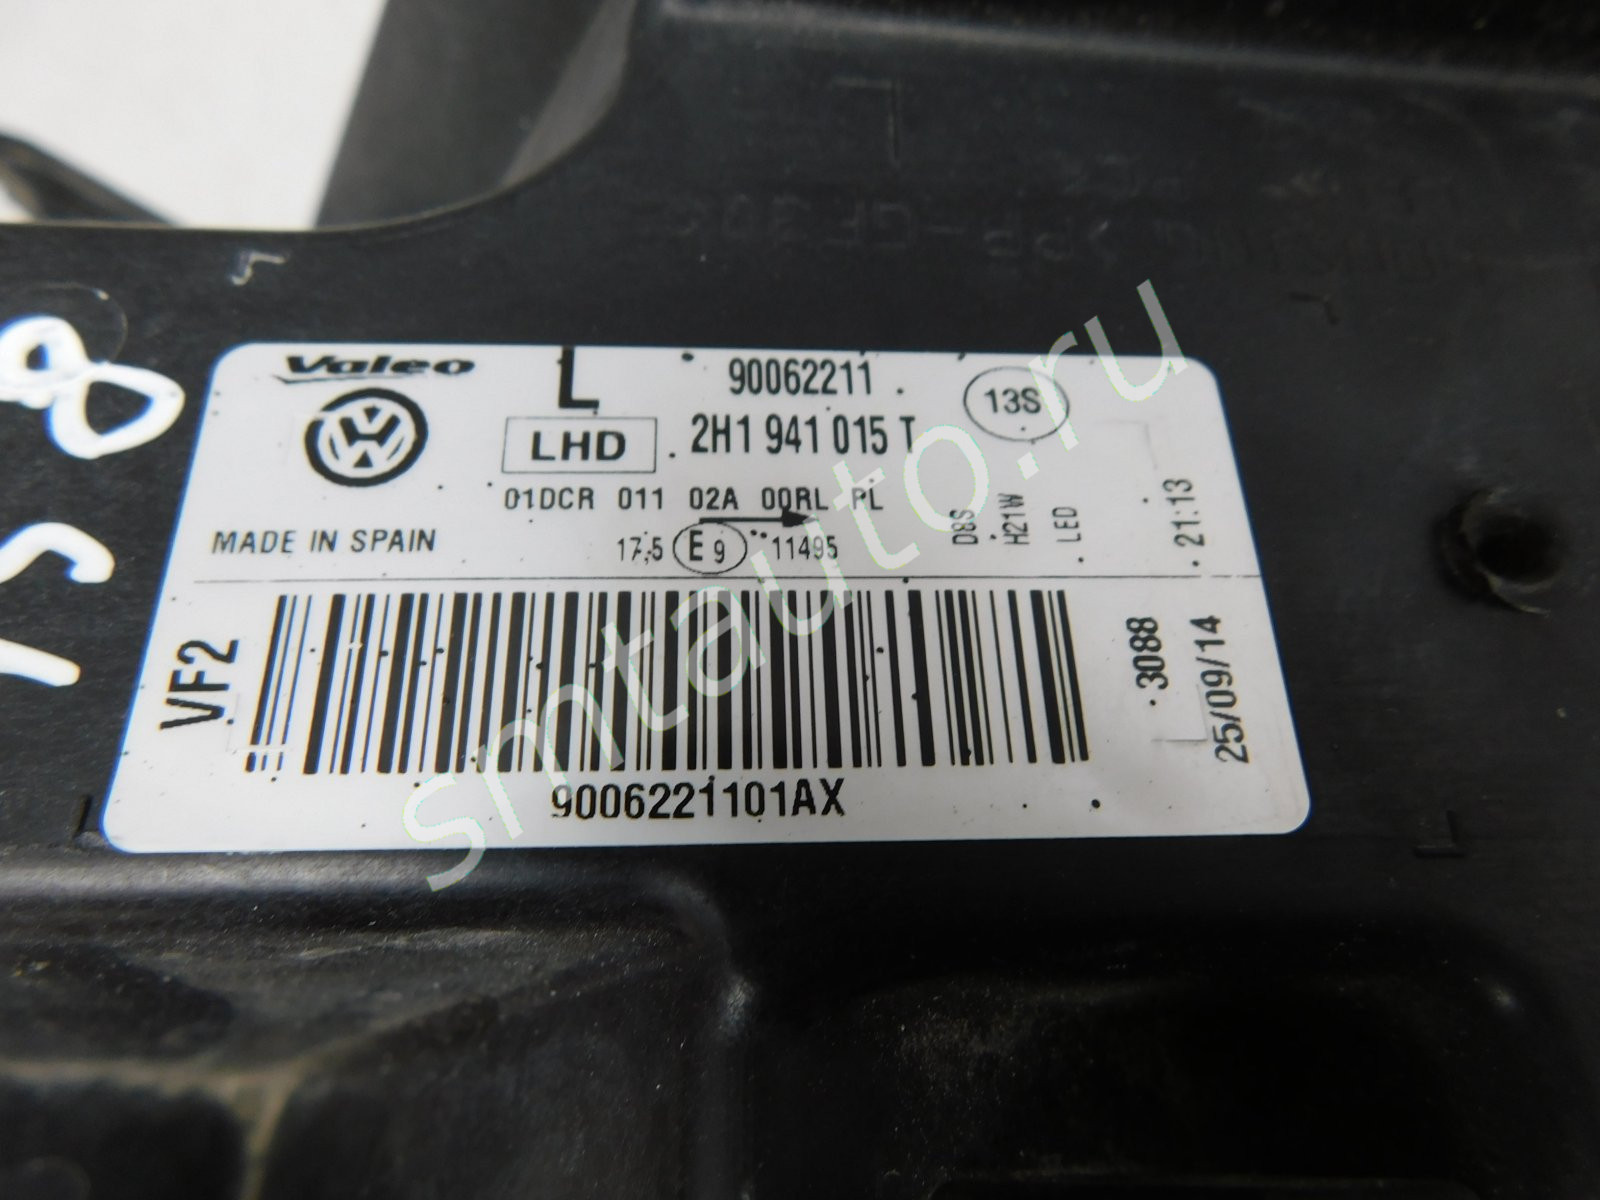 Valeo L 90062211
13S
LHD 2H1 941 015 T
01DCR 011 02A 00RL PL
MADE IN SPAIN
17,5 E9 11495
D8S
H21W
LED
21:13
VF2
3088
25/09/14
9006221101AX
smtauto.ru